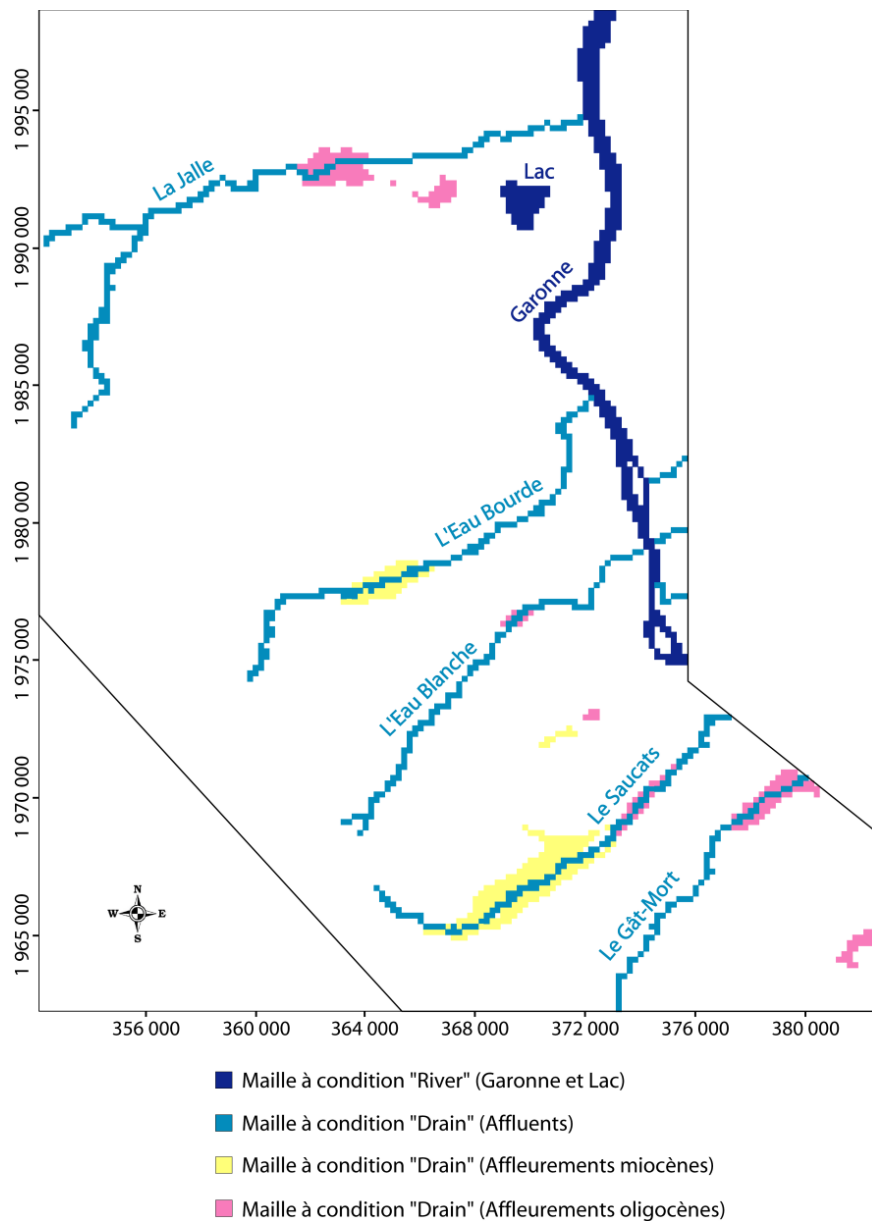 1 995 000
1 990 000
1 985 000
1 980 000
1 975 000
1 970 000
1 965 000
La Jalle
Lac
Garonne
L'Eau Bourde
L'Eau Blanche
Le Saucats
Le Gât-Mort
N
W E
S
356 000 360 000 364 000 368 000 372 000 376 000 380 000
Maille à condition "River" (Garonne et Lac)
Maille à condition "Drain" (Affluents)
Maille à condition "Drain" (Affleurements miocènes)
Maille à condition "Drain" (Affleurements oligocènes)